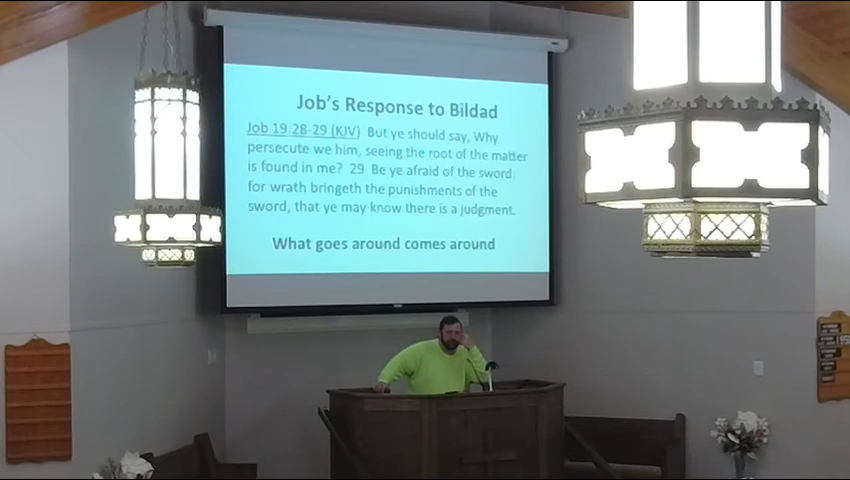 Job's Response to Bildad
Job 19:28-29 (KJV) But ye should say, Why
persecute we him, seeing the root of the matter
is found in me? 29 Be ye afraid of the sword:
for wrath bringeth the punishments of the
sword, that ye may know there is a judgment.
What goes around comes around